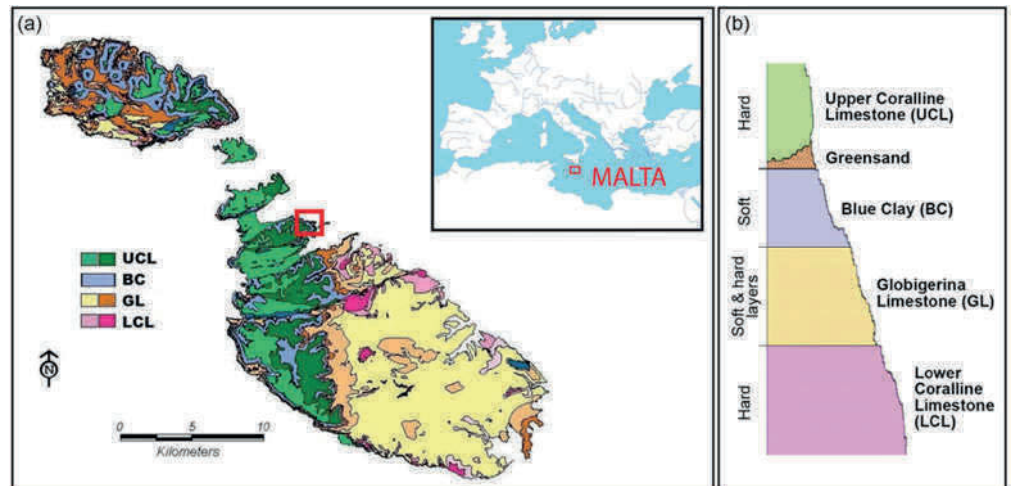 (a)
MALTA
UCL
BC
GL
LCL
N
0 5 10
Kilometers
(b)
Hard
Upper Coralline
Limestone (UCL)
Greensand
Soft
Blue Clay (BC)
Soft & hard
layers
Globigerina
Limestone (GL)
Hard
Lower
Coralline
Limestone
(LCL)